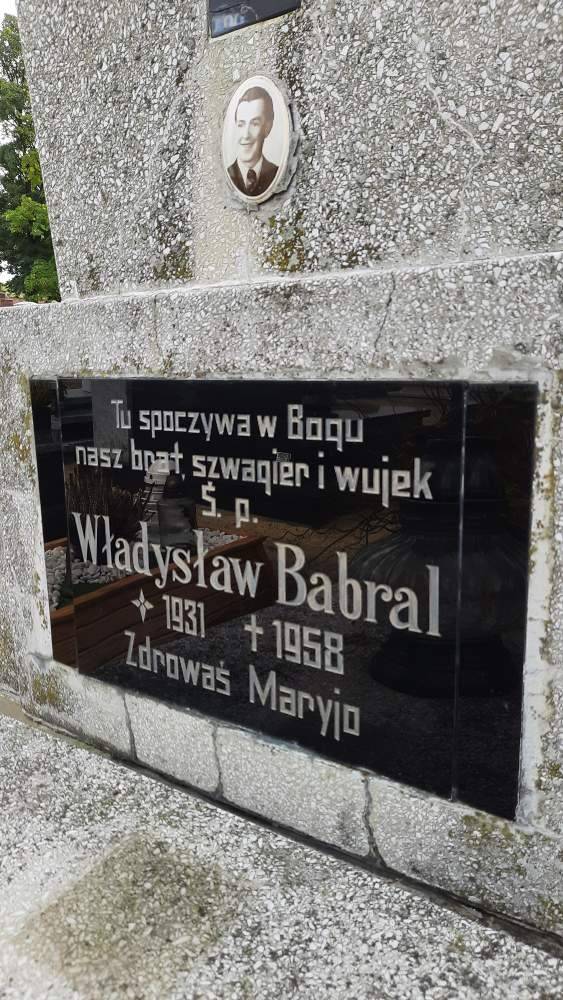 Tu spoczywa w Bogu
nasz brat, szwagier i wujek
Ś. p.
Władysław Babral
1931 † 1958
Zdrowaś Maryjo